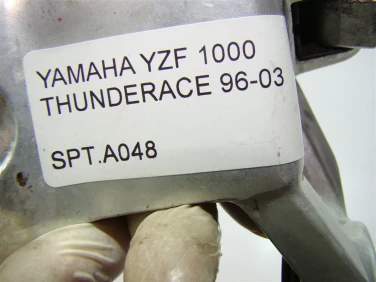 YAMAHA YZF 1000
THUNDERACE 96-03
SPT.A048